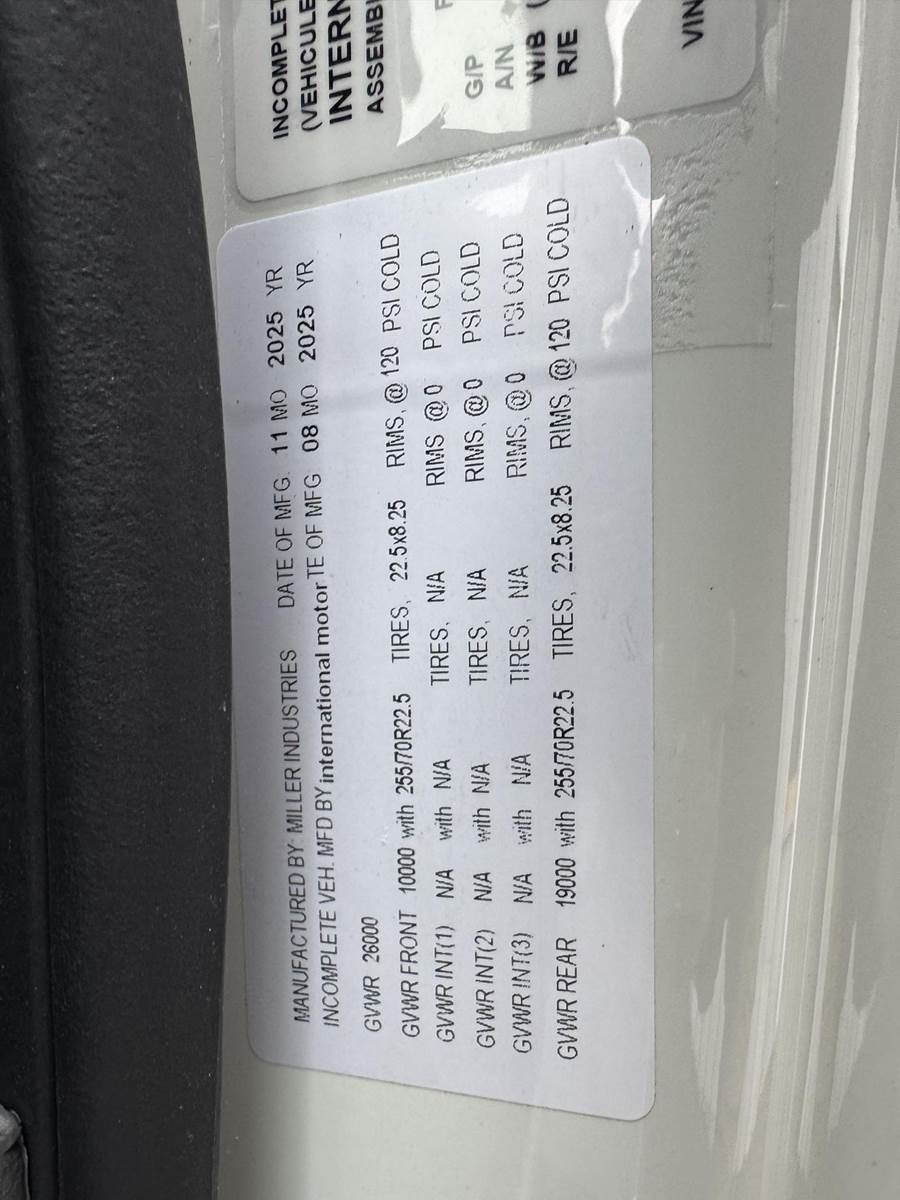 INCOMPLET
(VEHICULE
INTERN
ASSEMB
G/P
A/N
W/B (
R/E
VIN
MANUFACTURED BY MILLER INDUSTRIES DATE OF MFG. 11 MO 2025 YR
INCOMPLETE VEH. MFD BY international motor TE OF MFG 08 MO 2025 YR
GVWR 26000
GVWR FRONT 10000 with 255/70R22.5 TIRES, 22.5x8.25 RIMS, @ 120 PSI COLD
GVWR INT(1) N/A with N/A TIRES, N/A RIMS @ 0 PSI COLD
GVWR INT(2) N/A with N/A TIRES, N/A RIMS, @ 0 PSI COLD
GVWR INT(3) N/A with N/A TIRES, N/A RIMS, @ 0 PSI COLD
GVWR REAR 19000 with 255/70R22.5 TIRES, 22.5x8.25 RIMS, @ 120 PSI COLD